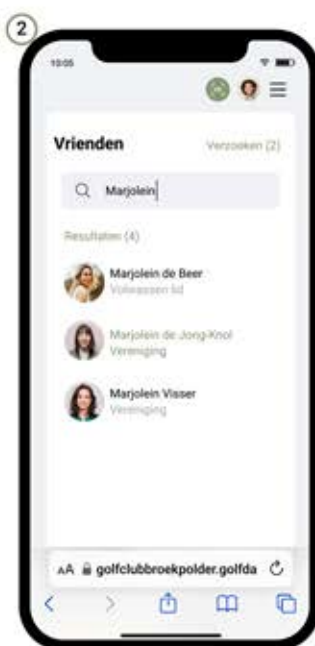 2
10:05
Vrienden
Verzoeken (2)
Marjolein
Resultaten (4)
Marjolein de Beer
Volwassen lid
Marjolein de Jong-Knol
Vereniging
Marjolein Visser
Vereniging
AA golfclubbroekpolder.golfda